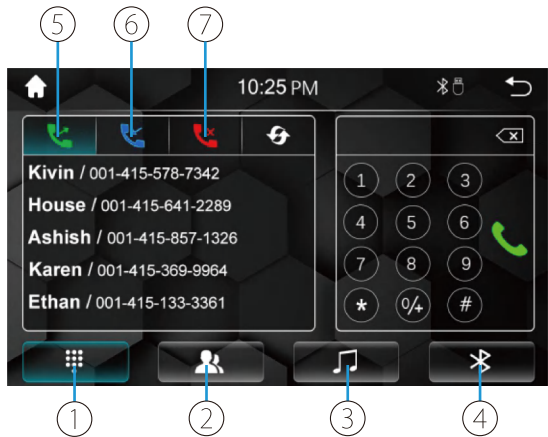 5 6 7
10:25 PM
Kivin / 001-415-578-7342
House / 001-415-641-2289
Ashish / 001-415-857-1326
Karen / 001-415-369-9964
Ethan / 001-415-133-3361
1 2 3
4 5 6
7 8 9
* 0/+ #
1 2 3 4